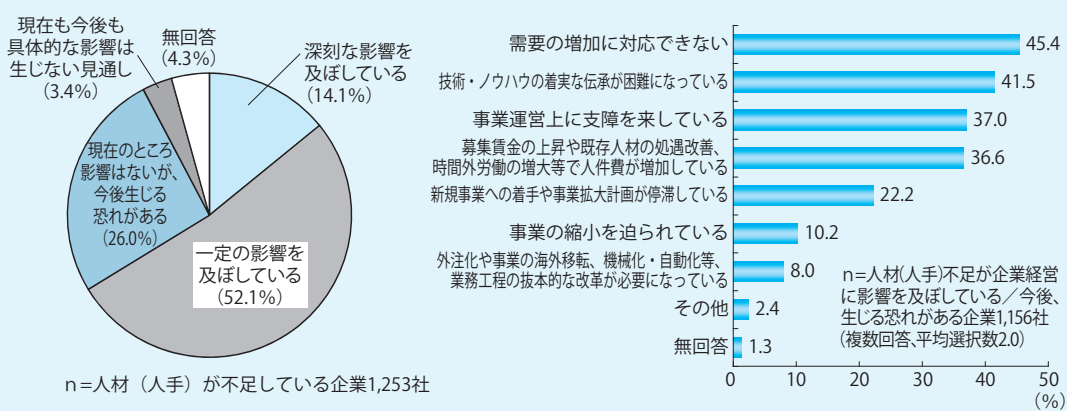 現在も今後も
具体的な影響は
生じない見通し
（3.4%）
無回答
（4.3%）
深刻な影響を
及ぼしている
（14.1%）
現在のところ
影響はないが、
今後生じる
恐れがある
（26.0%）
一定の影響を
及ぼしている
（52.1%）
n＝人材（人手）が不足している企業1,253社
需要の増加に対応できない 45.4
技術・ノウハウの着実な伝承が困難になっている 41.5
事業運営上に支障を来している 37.0
募集賃金の上昇や既存人材の処遇改善、
時間外労働の増大等で人件費が増加している 36.6
新規事業への着手や事業拡大計画が停滞している 22.2
事業の縮小を迫られている 10.2
外注化や事業の海外移転、機械化・自動化等、
業務工程の抜本的な改革が必要になっている 8.0
その他 2.4
無回答 1.3
n＝人材(人手)不足が企業経営
に影響を及ぼしている／今後、
生じる恐れがある企業1,156社
（複数回答、平均選択数2.0）
0 10 20 30 40 50
（%）